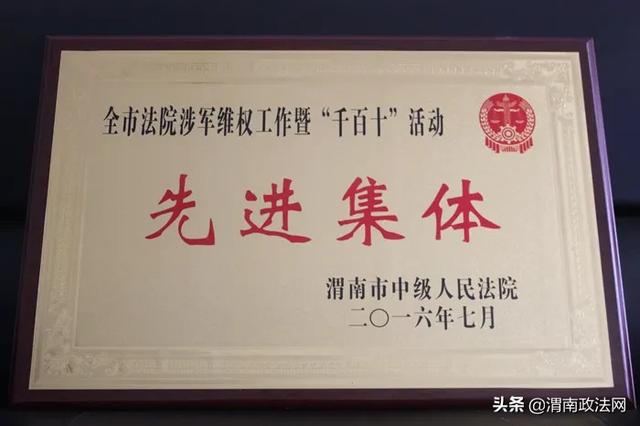 全市法院涉军维权工作暨“千百十”活动
先进集体
渭南市中级人民法院
二〇一六年七月
头条 @渭南政法网